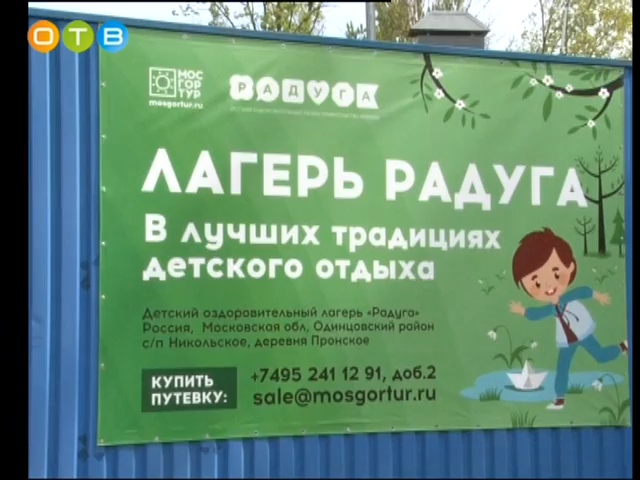 ОТВ
МОС
ГОР
ТУР
mosgortur.ru
РАДУГА
ЛАГЕРЬ РАДУГА
В лучших традициях
детского отдыха
Детский оздоровительный лагерь «Радуга»
Россия, Московская обл, Одинцовский район
с/п Никольское, деревня Пронское
КУПИТЬ
ПУТЕВКУ:
+7495 241 12 91, доб.2
sale@mosgortur.ru